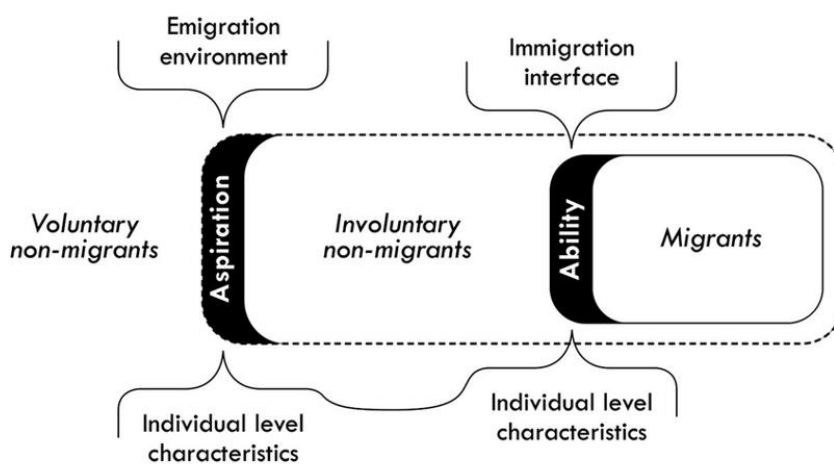 Emigration
environment
Immigration
interface
Voluntary
non-migrants
Aspiration
Involuntary
non-migrants
Ability
Migrants
Individual level
characteristics
Individual level
characteristics